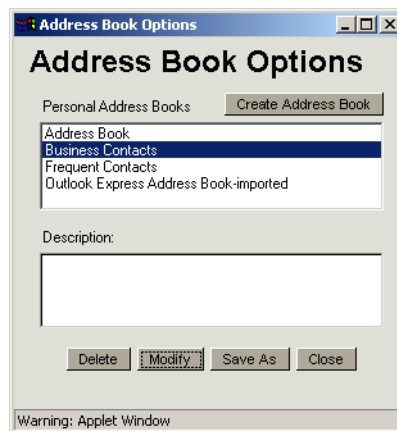 Address Book Options
Address Book Options
Personal Address Books Create Address Book
Address Book
Business Contacts
Frequent Contacts
Outlook Express Address Book-imported
Description:
Delete Modify Save As Close
Warning: Applet Window